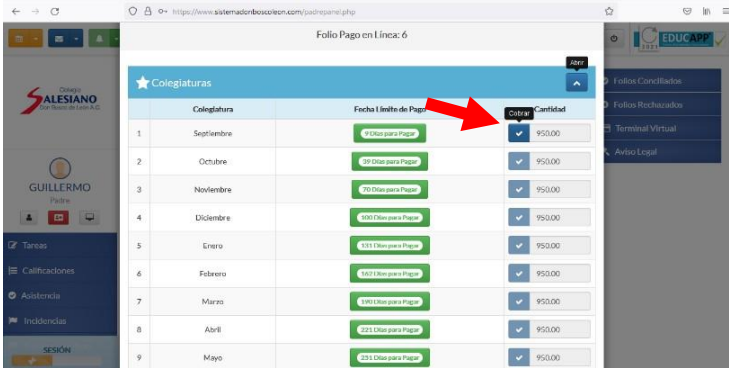 https://www.sistemadonboscoleon.com/padrepanel.php
Folio Pago en Línea: 6
EDUCAPP
2021
Abrir
Colegiaturas
Colegiatura
Fecha Límite de Pago
Cobrar
Cantidad
1 Septiembre 9 Días para Pagar 950.00
2 Octubre 39 Días para Pagar 950.00
3 Noviembre 70 Días para Pagar 950.00
4 Diciembre 100 Días para Pagar 950.00
5 Enero 131 Días para Pagar 950.00
6 Febrero 162 Días para Pagar 950.00
7 Marzo 190 Días para Pagar 950.00
8 Abril 221 Días para Pagar 950.00
9 Mayo 251 Días para Pagar 950.00
Colegio
SALESIANO
Don Bosco de León A.C.
GUILLERMO
Padre
Tareas
Calificaciones
Asistencia
Incidencias
SESIÓN
Folios Conciliados
Folios Rechazados
Terminal Virtual
Aviso Legal